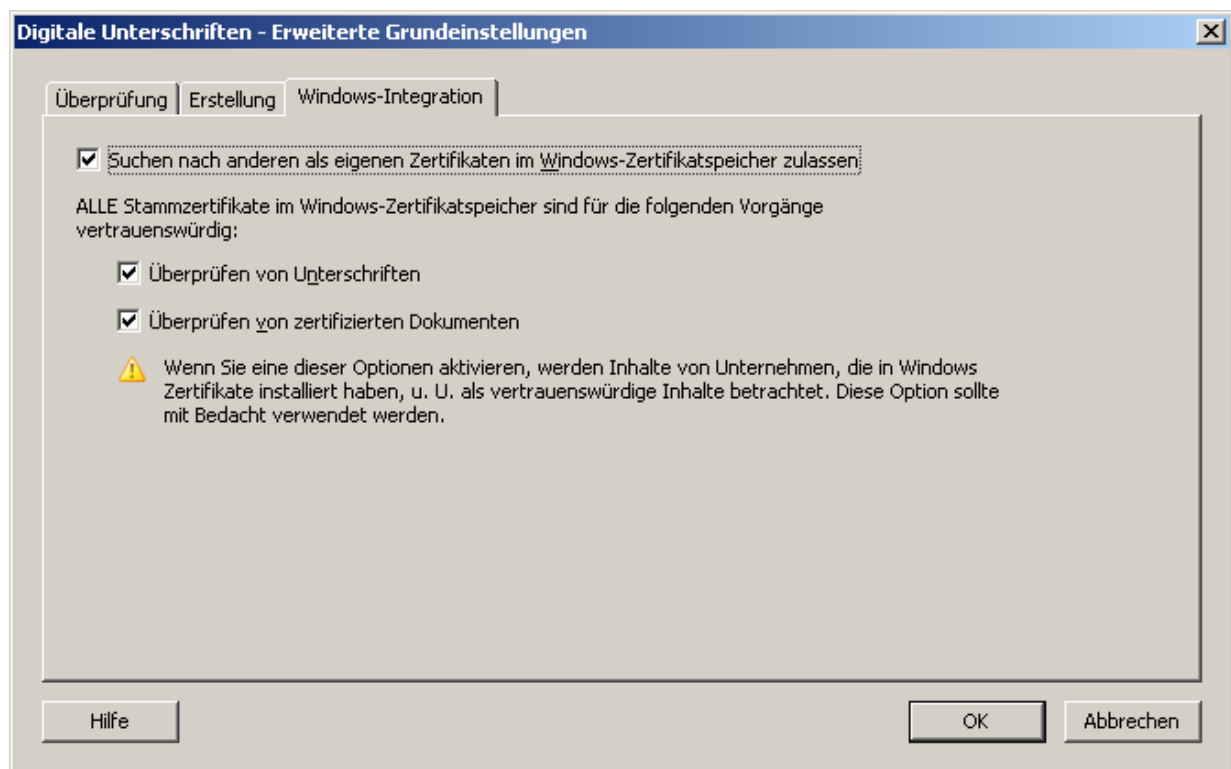 Digitale Unterschriften - Erweiterte Grundeinstellungen
Überprüfung Erstellung Windows-Integration
Suchen nach anderen als eigenen Zertifikaten im Windows-Zertifikatspeicher zulassen
ALLE Stammzertifikate im Windows-Zertifikatspeicher sind für die folgenden Vorgänge
vertrauenswürdig:
Überprüfen von Unterschriften
Überprüfen von zertifizierten Dokumenten
Wenn Sie eine dieser Optionen aktivieren, werden Inhalte von Unternehmen, die in Windows
Zertifikate installiert haben, u. U. als vertrauenswürdige Inhalte betrachtet. Diese Option sollte
mit Bedacht verwendet werden.
Hilfe OK Abbrechen